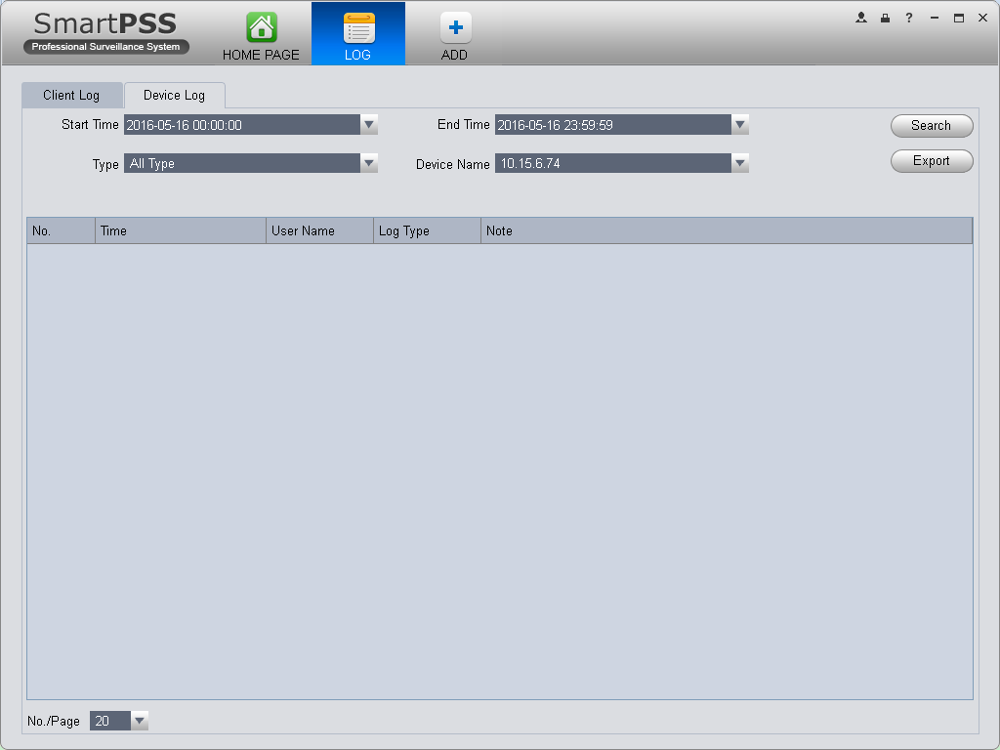 SmartPSS
Professional Surveillance System
HOME PAGE
LOG
ADD
?
Client Log
Device Log
Start Time 2016-05-16 00:00:00
End Time 2016-05-16 23:59:59
Search
Type All Type
Device Name 10.15.6.74
Export
No. Time User Name Log Type Note
No./Page 20